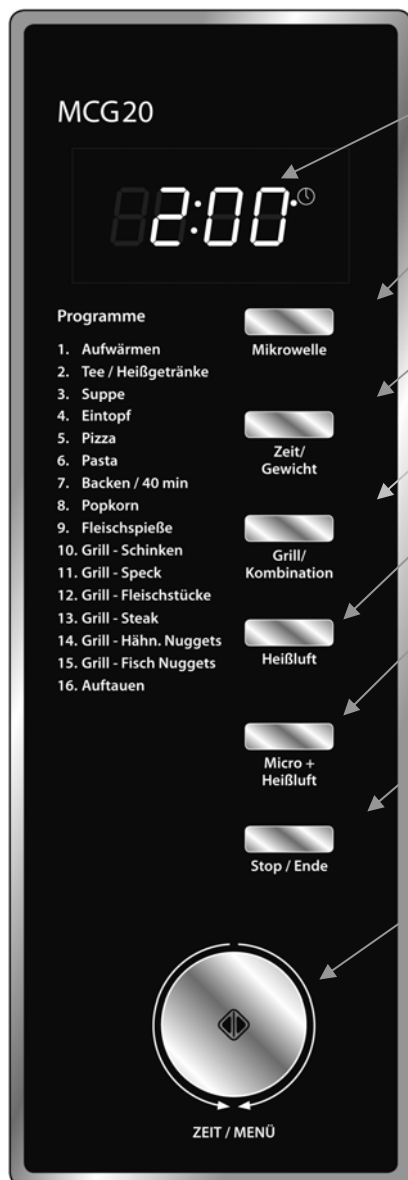 MCG20
2:00
Programme
1. Aufwärmen
2. Tee / Heißgetränke
3. Suppe
4. Eintopf
5. Pizza
6. Pasta
7. Backen / 40 min
8. Popkorn
9. Fleischspieße
10. Grill - Schinken
11. Grill - Speck
12. Grill - Fleischstücke
13. Grill - Steak
14. Grill - Hähn. Nuggets
15. Grill - Fisch Nuggets
16. Auftauen
Mikrowelle
Zeit/
Gewicht
Grill/
Kombination
Heißluft
Micro +
Heißluft
Stop / Ende
ZEIT / MENÜ